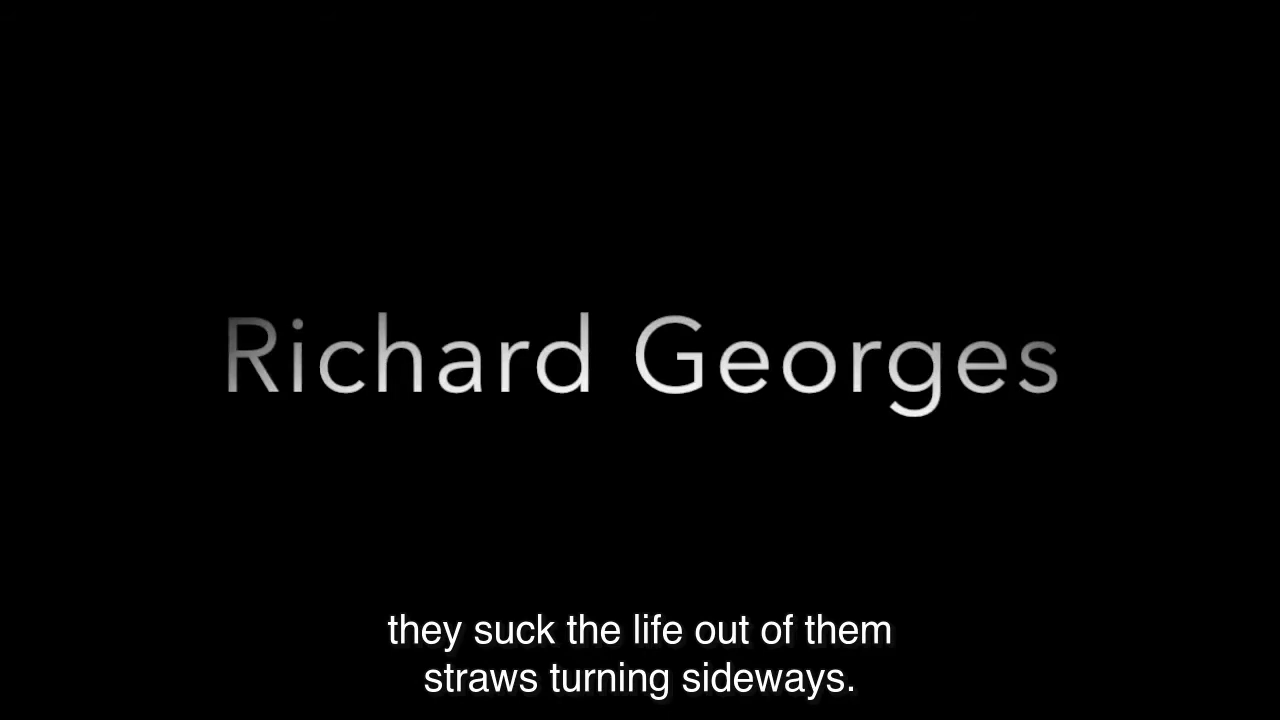 Richard Georges
they suck the life out of them
straws turning sideways.